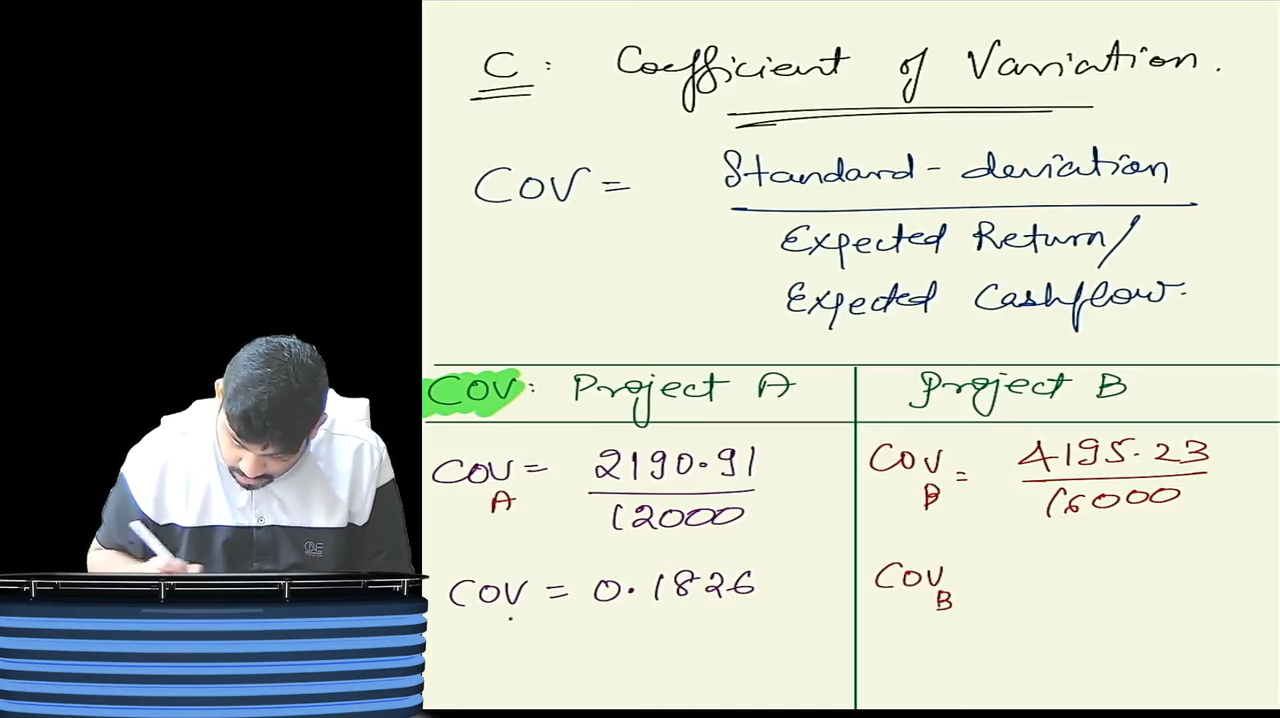 C : Coefficient of Variation.
COV = Standard-deviation
Expected Return/
Expected Cashflow.
COV: Project A
Project B
COV A = 2190.91
12000
COV B = 4195.23
16000
COV = 0.1826
COV B